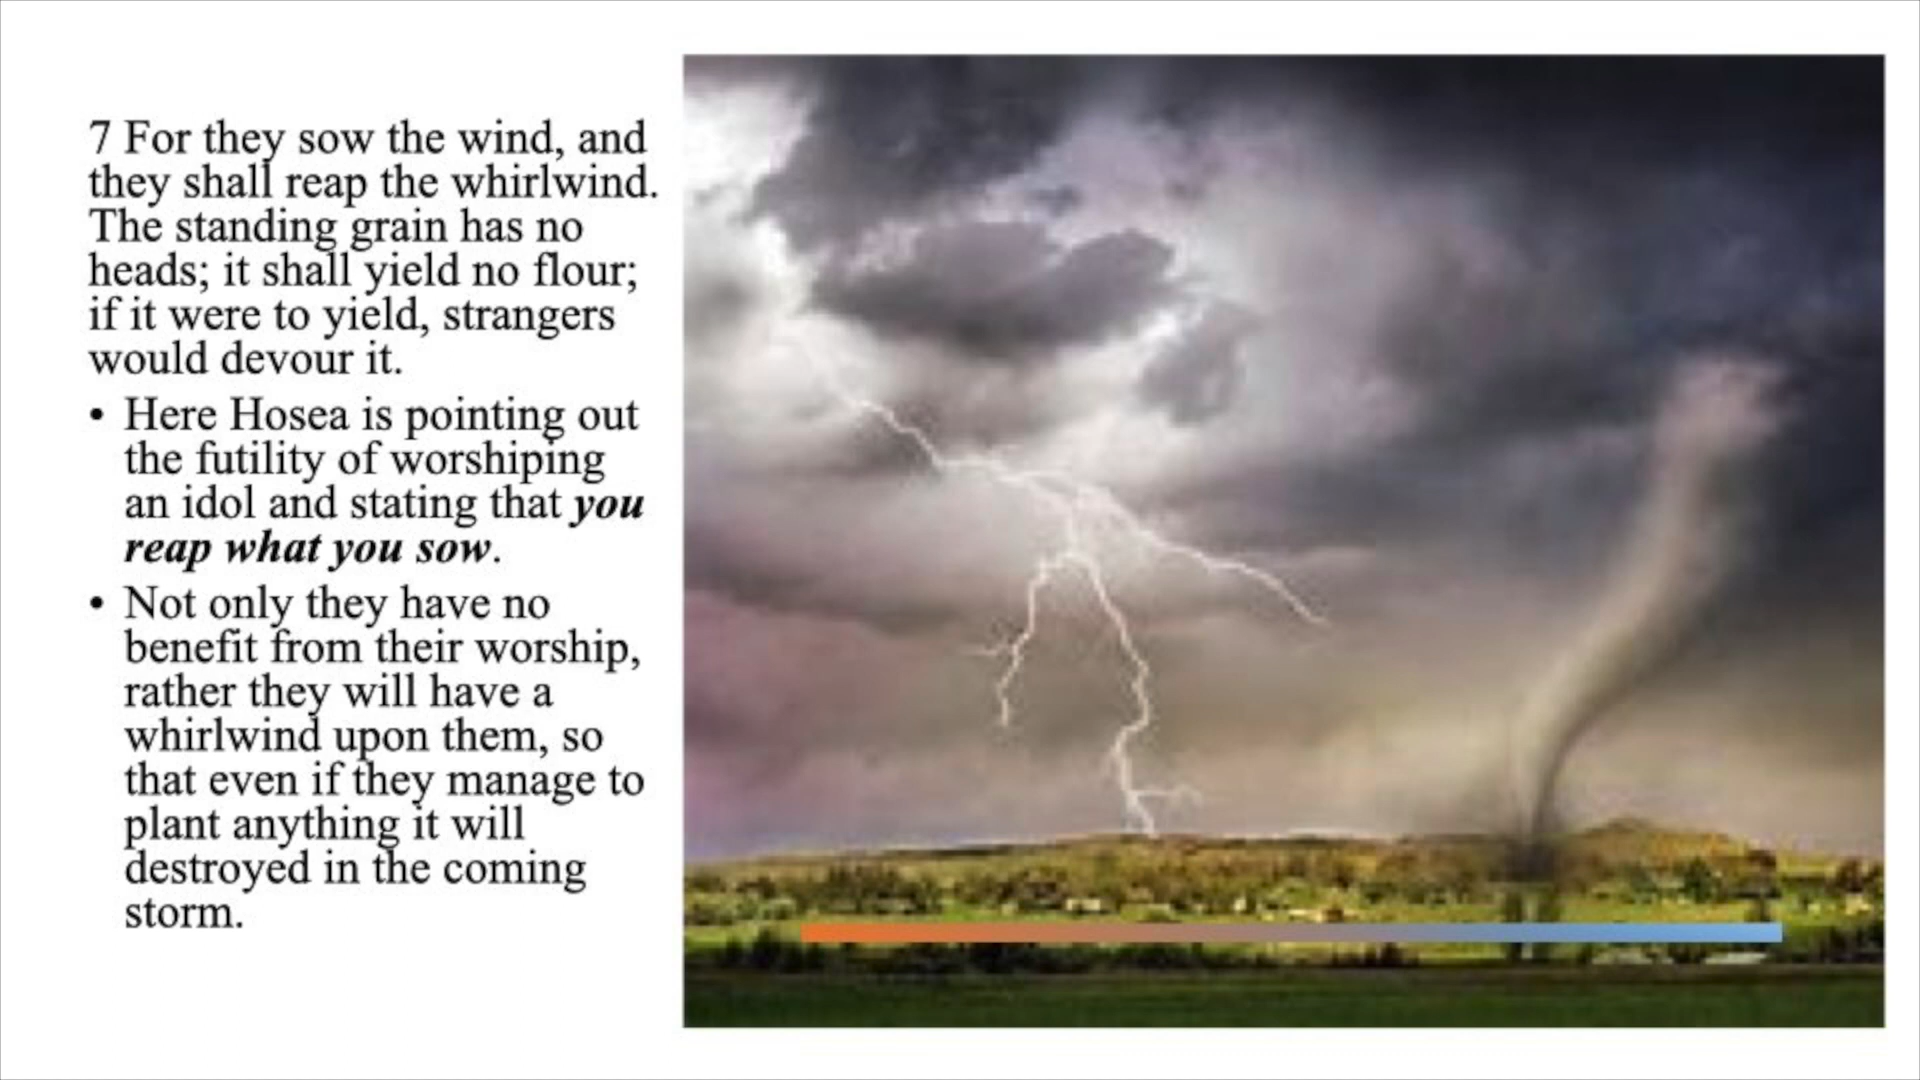 7 For they sow the wind, and
they shall reap the whirlwind.
The standing grain has no
heads; it shall yield no flour;
if it were to yield, strangers
would devour it.
• Here Hosea is pointing out
the futility of worshiping
an idol and stating that you
reap what you sow.
• Not only they have no
benefit from their worship,
rather they will have a
whirlwind upon them, so
that even if they manage to
plant anything it will
destroyed in the coming
storm.